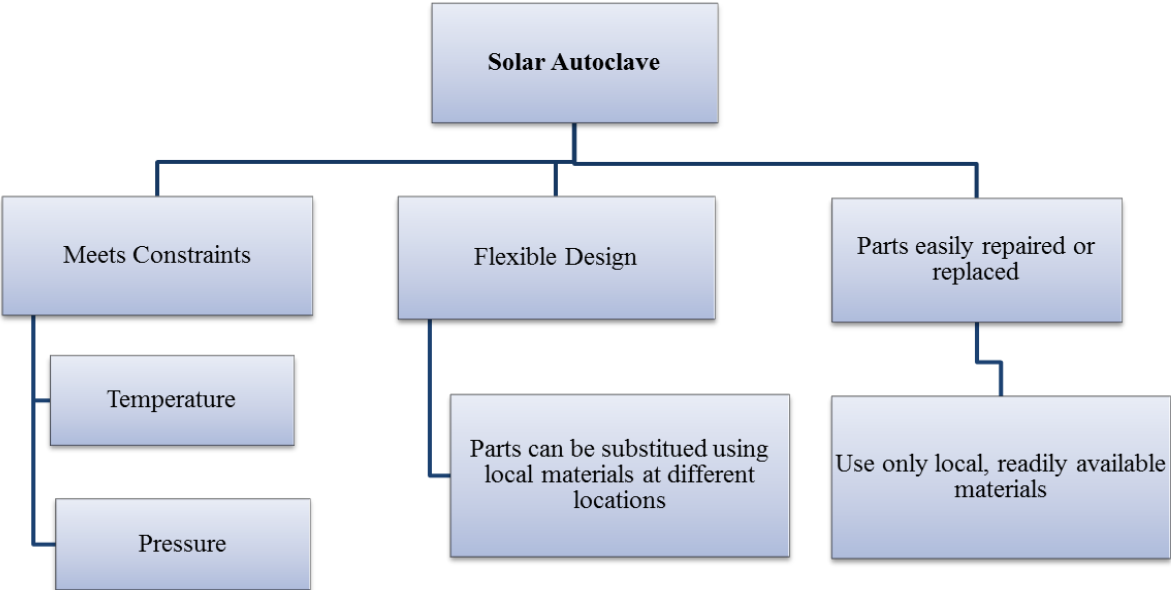 Solar Autoclave
Meets Constraints
Temperature
Pressure
Flexible Design
Parts can be substitued using
local materials at different
locations
Parts easily repaired or
replaced
Use only local, readily available
materials